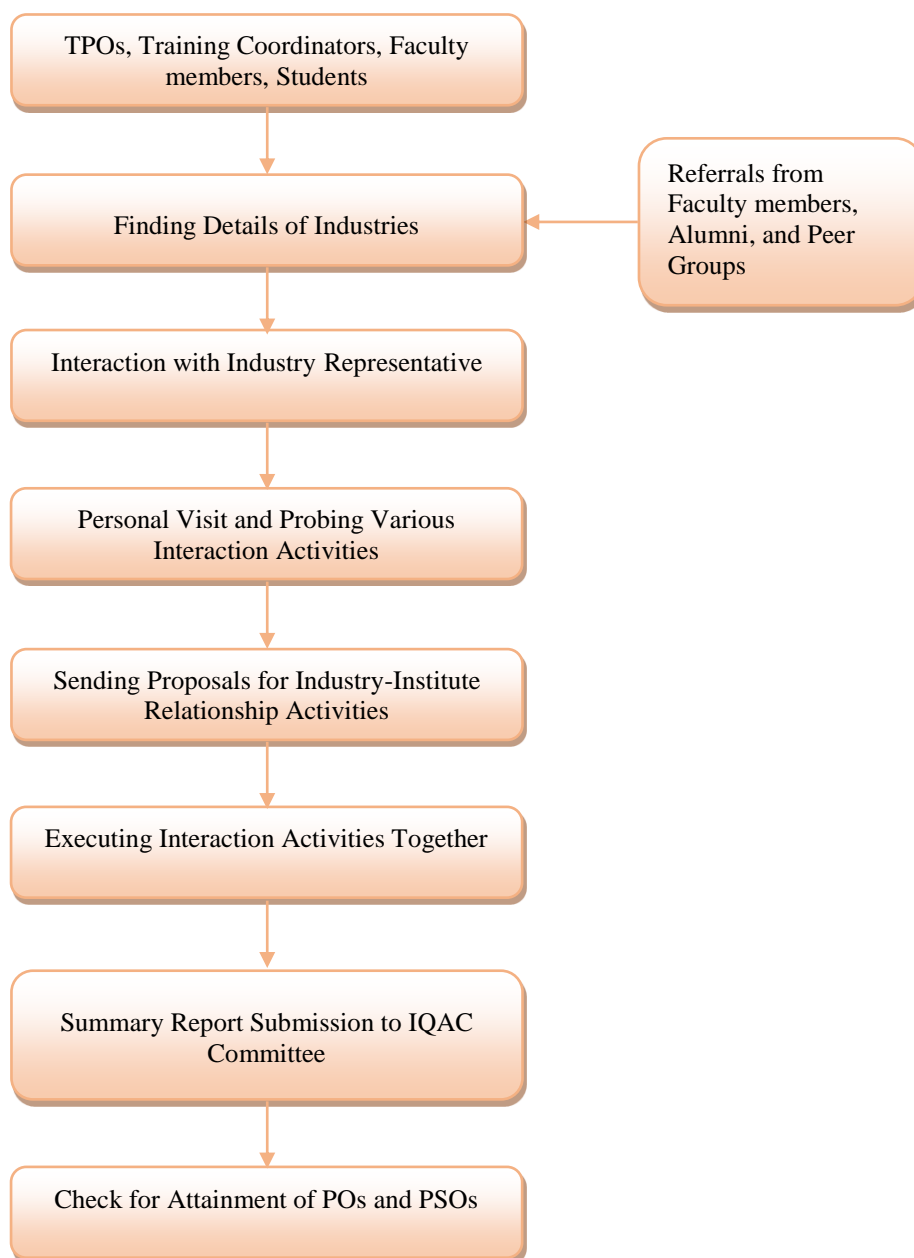 TPOs, Training Coordinators, Faculty
members, Students
Finding Details of Industries
Referrals from
Faculty members,
Alumni, and Peer
Groups
Interaction with Industry Representative
Personal Visit and Probing Various
Interaction Activities
Sending Proposals for Industry-Institute
Relationship Activities
Executing Interaction Activities Together
Summary Report Submission to IQAC
Committee
Check for Attainment of POs and PSOs